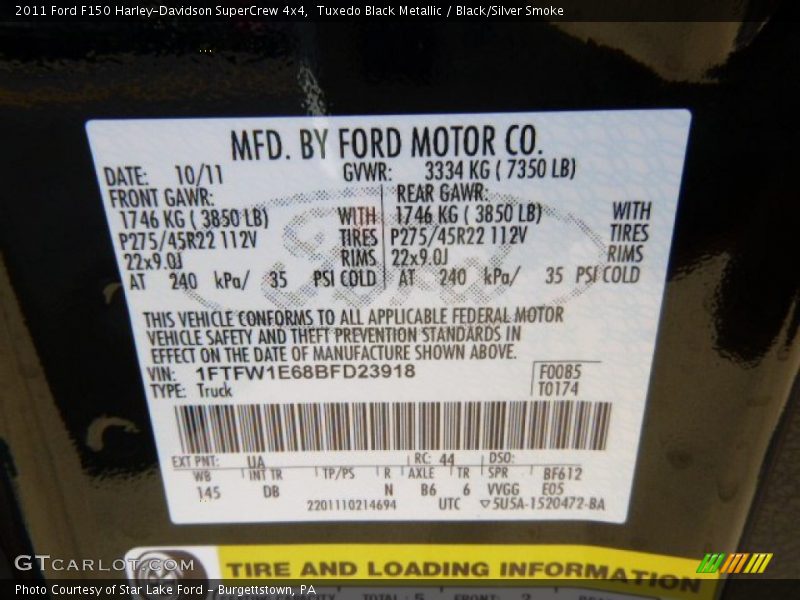 2011 Ford F150 Harley-Davidson SuperCrew 4x4, Tuxedo Black Metallic / Black/Silver Smoke
MFD. BY FORD MOTOR CO.
DATE: 10/11 GVWR: 3334 KG ( 7350 LB)
FRONT GAWR: REAR GAWR:
1746 KG ( 3850 LB) WITH 1746 KG ( 3850 LB) WITH
P275/45R22 112V TIRES P275/45R22 112V TIRES
22x9.0J RIMS 22x9.0J RIMS
AT 240 kPa/ 35 PSI COLD AT 240 kPa/ 35 PSI COLD
THIS VEHICLE CONFORMS TO ALL APPLICABLE FEDERAL MOTOR
VEHICLE SAFETY AND THEFT PREVENTION STANDARDS IN
EFFECT ON THE DATE OF MANUFACTURE SHOWN ABOVE.
VIN: 1FTFW1E68BFD23918 F0085
TYPE: Truck T0174
EXT PNT: UA RC: 44 DSO:
WB INT TR TP/PS R AXLE TR SPR BF612
145 DB N B6 6 VVGG E05
2201110214694 UTC ▽5U5A-1520472-BA
GTCARLOT.COM
TIRE AND LOADING INFORMATION
Photo Courtesy of Star Lake Ford - Burgettstown, PA